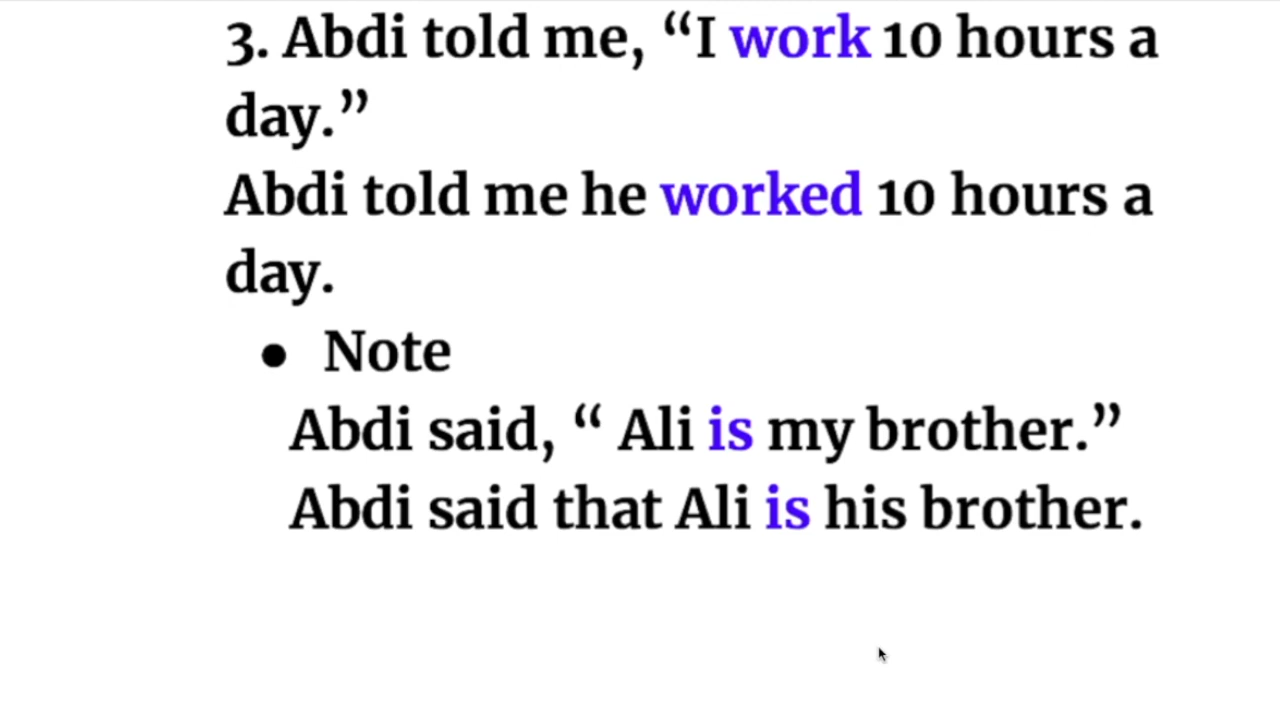 3. Abdi told me, “I work 10 hours a
day.”
Abdi told me he worked 10 hours a
day.
● Note
Abdi said, “ Ali is my brother.”
Abdi said that Ali is his brother.